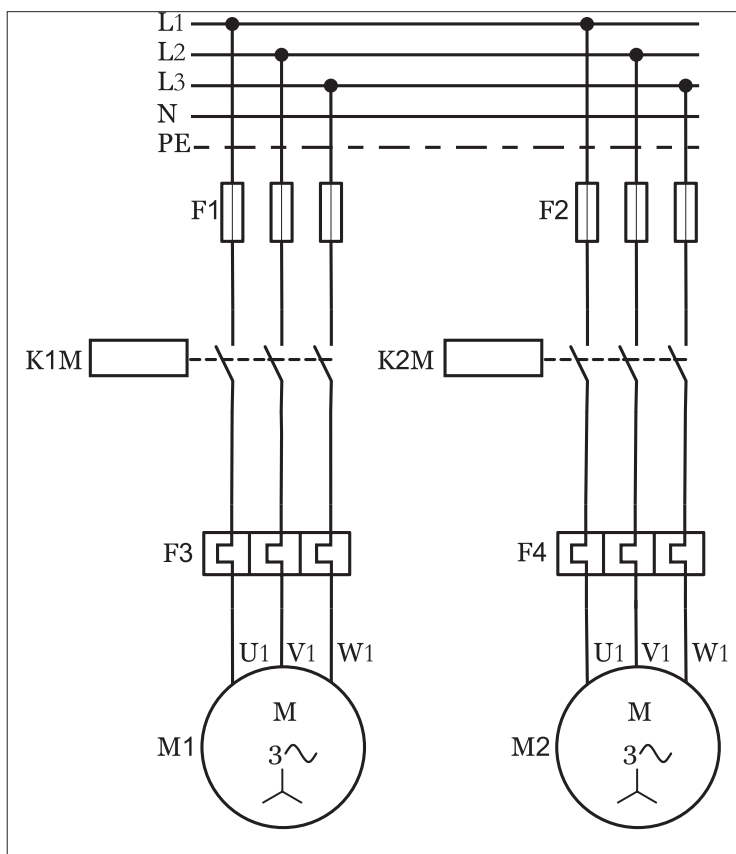 L1
L2
L3
N
PE
F1 F2
K1M K2M
F3 F4
U1 V1 W1 U1 V1 W1
M M
M1 3 M2 3